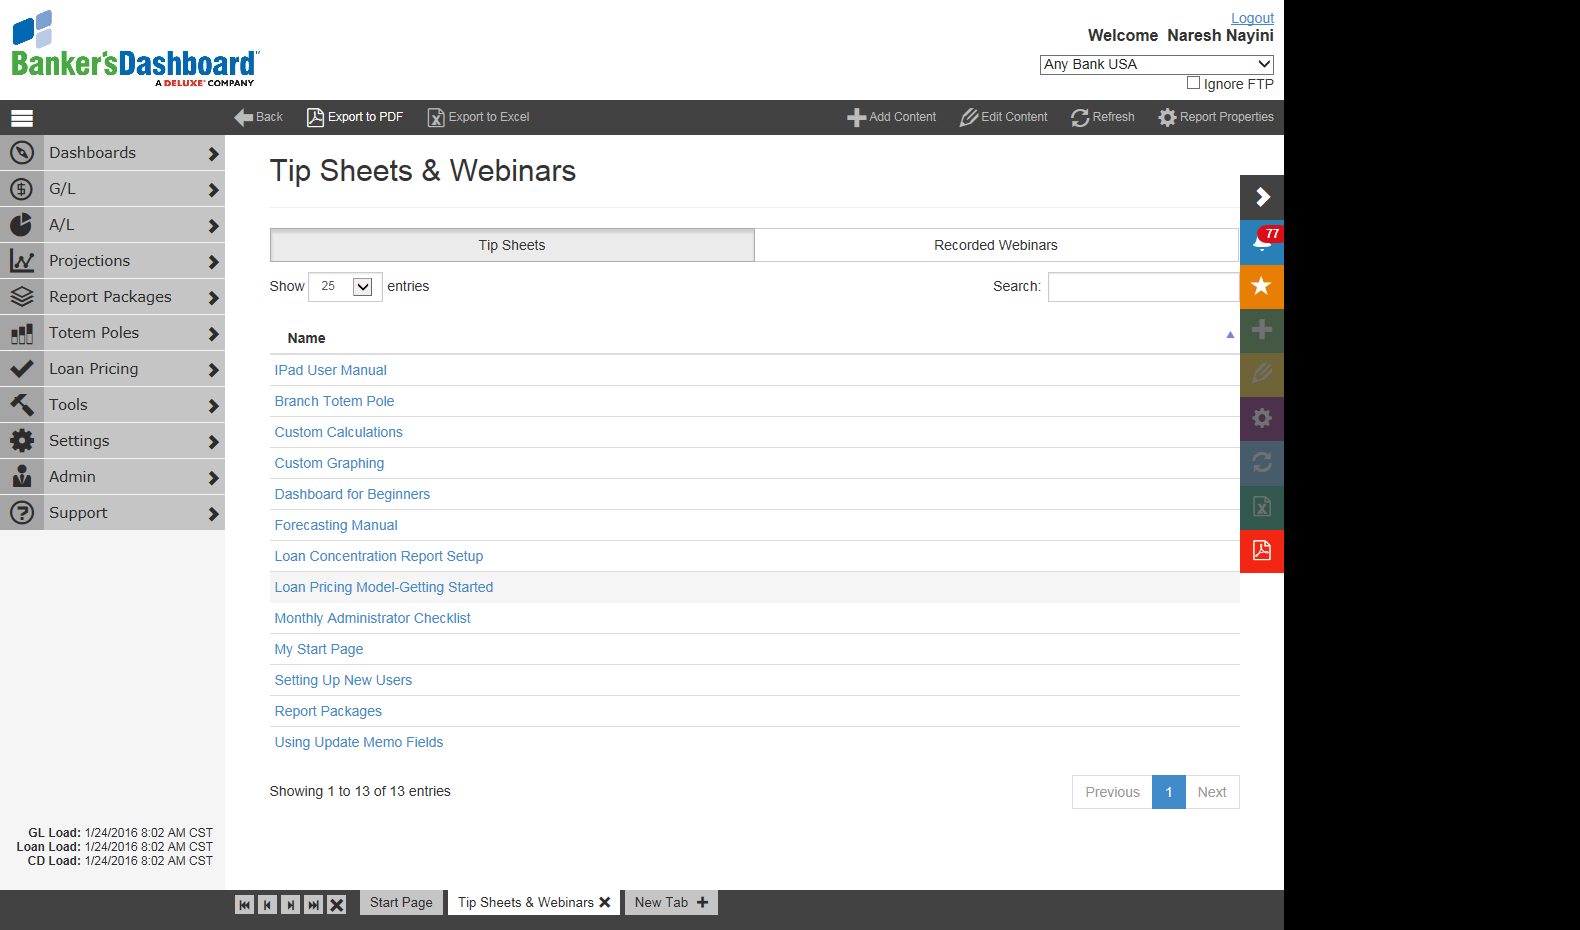 Banker'sDashboard
A DELUXE COMPANY
Logout
Welcome Naresh Nayini
Any Bank USA
Ignore FTP
Back Export to PDF Export to Excel Add Content Edit Content Refresh Report Properties
Dashboards
G/L
A/L
Projections
Report Packages
Totem Poles
Loan Pricing
Tools
Settings
Admin
Support
GL Load: 1/24/2016 8:02 AM CST
Loan Load: 1/24/2016 8:02 AM CST
CD Load: 1/24/2016 8:02 AM CST
Tip Sheets & Webinars
Tip Sheets Recorded Webinars
Show 25 entries Search:
Name
IPad User Manual
Branch Totem Pole
Custom Calculations
Custom Graphing
Dashboard for Beginners
Forecasting Manual
Loan Concentration Report Setup
Loan Pricing Model-Getting Started
Monthly Administrator Checklist
My Start Page
Setting Up New Users
Report Packages
Using Update Memo Fields
Showing 1 to 13 of 13 entries Previous 1 Next
77
Start Page Tip Sheets & Webinars New Tab